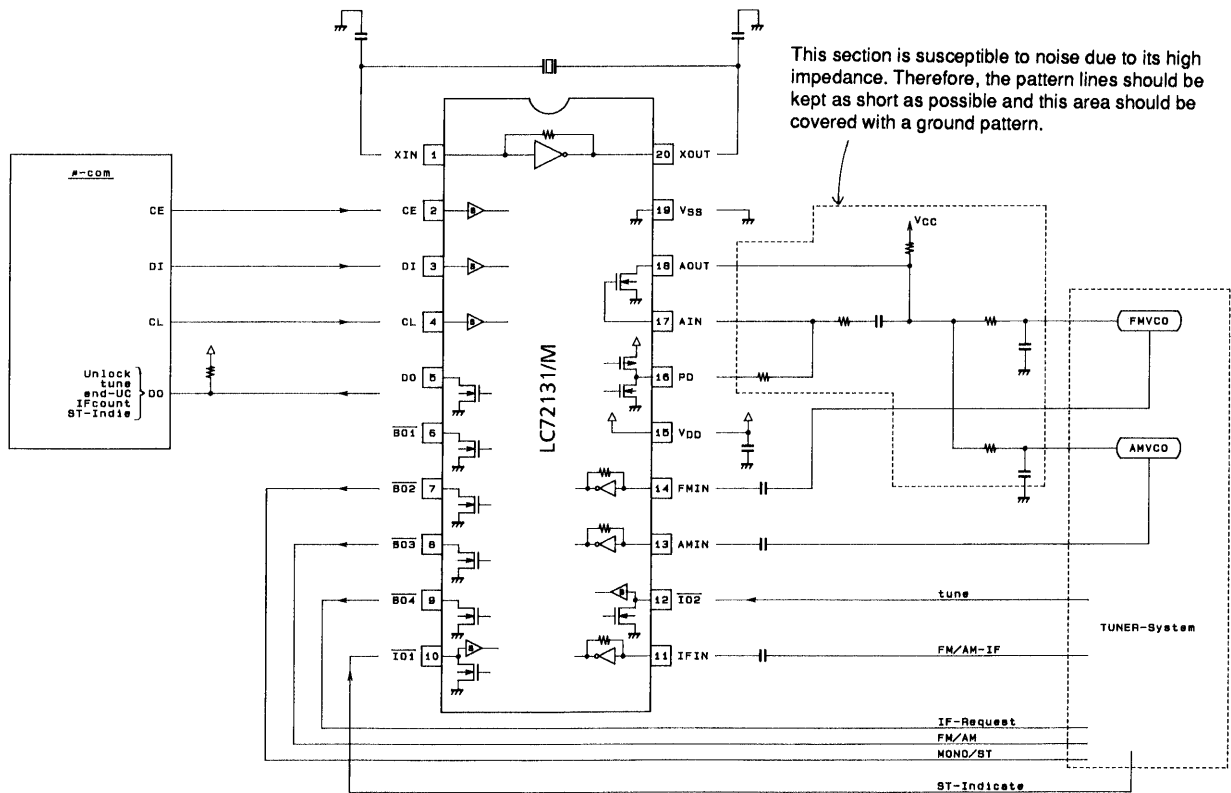 This section is susceptible to noise due to its high
impedance. Therefore, the pattern lines should be
kept as short as possible and this area should be
covered with a ground pattern.
μ-com
CE
DI
CL
DO
Unlock
tune
end-UC
IFcount
ST-Indie
XIN 1
CE 2
DI 3
CL 4
DO 5
BO1 6
BO2 7
BO3 8
BO4 9
IO1 10
S
S
S
S
S
LC72131/M
20 XOUT
19 VSS
18 AOUT
17 AIN
16 PD
15 VDD
14 FMIN
13 AMIN
12 IO2
11 IFIN
VCC
FMVCO
AMVCO
tune
TUNER-System
FM/AM-IF
IF-Request
FM/AM
MONO/ST
ST-Indicate